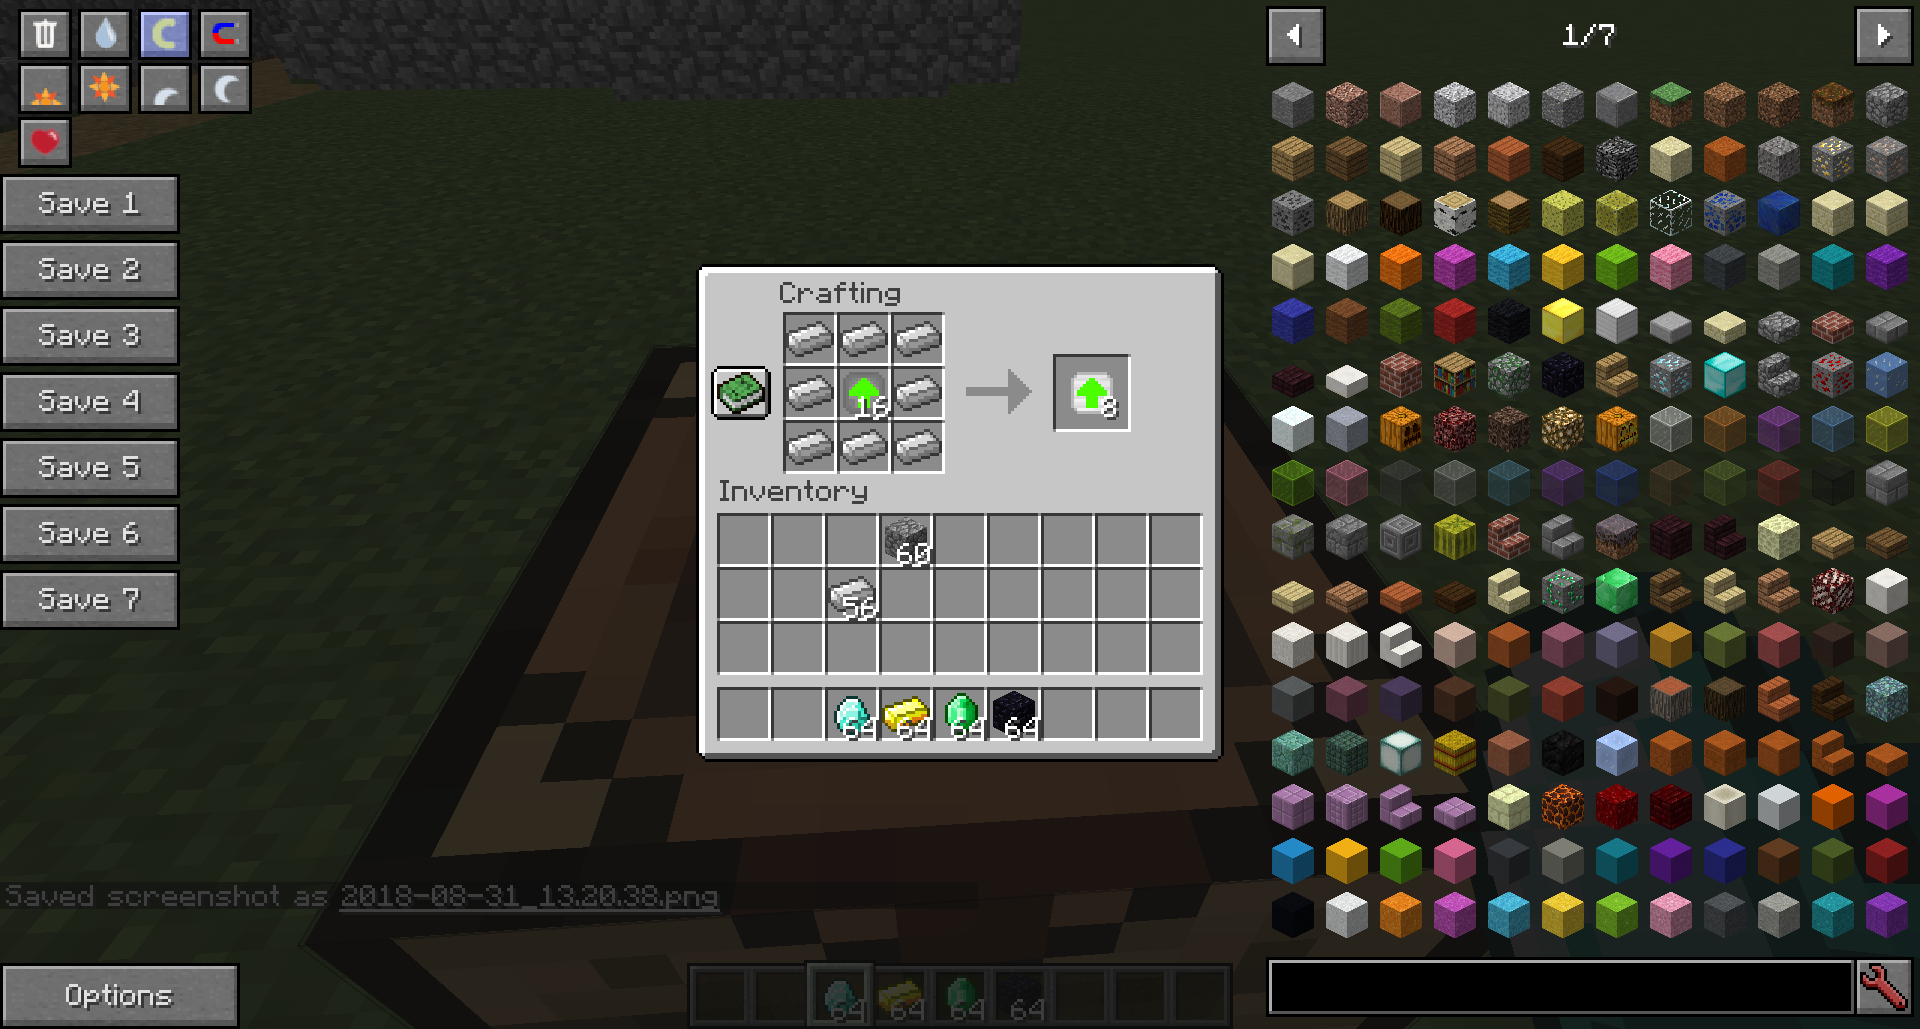 1/7
Save 1
Save 2
Save 3
Save 4
Save 5
Save 6
Save 7
Crafting
16
8
Inventory
60
56
64 64 64 64
Saved screenshot as 2018-08-31_13.20.38.png
Options
64 64 64 64